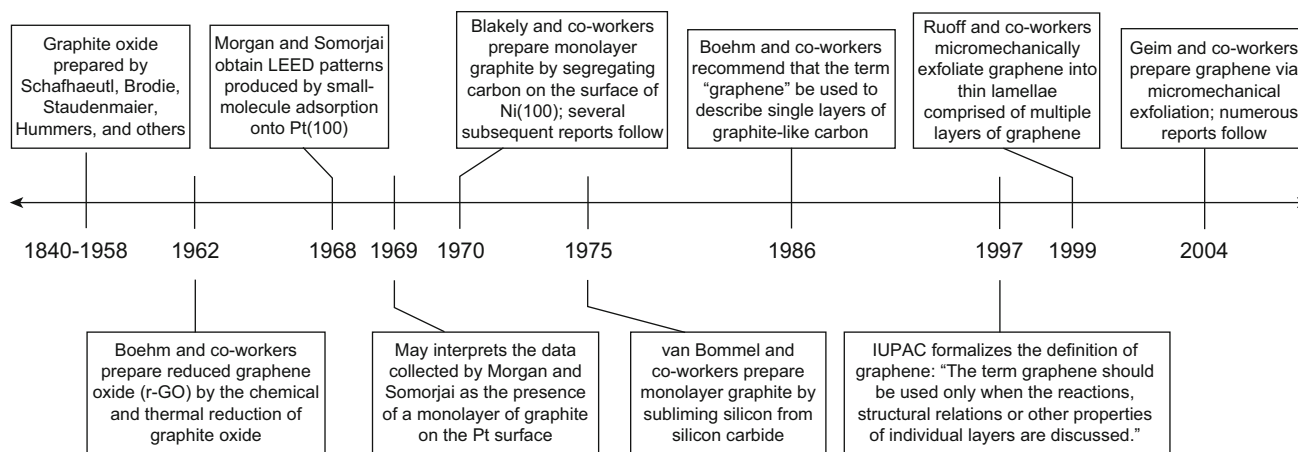 Graphite oxide
prepared by
Schafhaeutl, Brodie,
Staudenmaier,
Hummers, and others
Morgan and Somorjai
obtain LEED patterns
produced by small-
molecule adsorption
onto Pt(100)
Blakely and co-workers
prepare monolayer
graphite by segregating
carbon on the surface of
Ni(100); several
subsequent reports follow
Boehm and co-workers
recommend that the term
“graphene” be used to
describe single layers of
graphite-like carbon
Ruoff and co-workers
micromechanically
exfoliate graphene into
thin lamellae
comprised of multiple
layers of graphene
Geim and co-workers
prepare graphene via
micromechanical
exfoliation; numerous
reports follow
1840-1958
1962
1968
1969
1970
1975
1986
1997
1999
2004
Boehm and co-workers
prepare reduced graphene
oxide (r-GO) by the chemical
and thermal reduction of
graphite oxide
May interprets the data
collected by Morgan and
Somorjai as the presence
of a monolayer of graphite
on the Pt surface
van Bommel and
co-workers prepare
monolayer graphite by
subliming silicon from
silicon carbide
IUPAC formalizes the definition of
graphene: “The term graphene should
be used only when the reactions,
structural relations or other properties
of individual layers are discussed.”